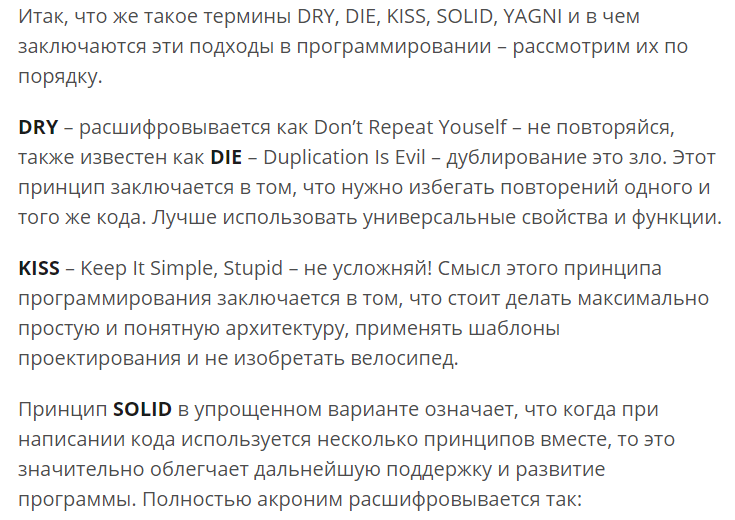 Итак, что же такое термины DRY, DIE, KISS, SOLID, YAGNI и в чем
заключаются эти подходы в программировании – рассмотрим их по
порядку.
DRY – расшифровывается как Don’t Repeat Youself – не повторяйся,
также известен как DIE – Duplication Is Evil – дублирование это зло. Этот
принцип заключается в том, что нужно избегать повторений одного и
того же кода. Лучше использовать универсальные свойства и функции.
KISS – Keep It Simple, Stupid – не усложняй! Смысл этого принципа
программирования заключается в том, что стоит делать максимально
простую и понятную архитектуру, применять шаблоны
проектирования и не изобретать велосипед.
Принцип SOLID в упрощенном варианте означает, что когда при
написании кода используется несколько принципов вместе, то это
значительно облегчает дальнейшую поддержку и развитие
программы. Полностью акроним расшифровывается так: